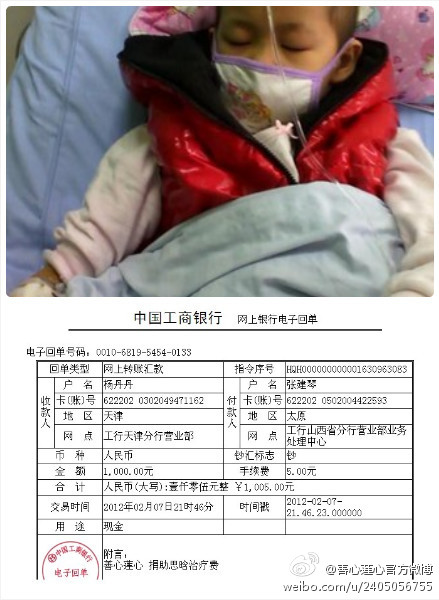 中国工商银行 网上银行电子回单
电子回单号码：0010-6819-5454-0133
回单类型 网上转账汇款 指令序号 HQH000000000001630963083
收款人 户 名 杨丹丹 付款人 户 名 张建琴
卡(账)号 622202 0302049471162 卡(账)号 622202 0502004422593
地 区 天津 地 区 太原
网 点 工行天津分行营业部 网 点 工行山西省分行营业部业务处理中心
币 种 人民币 钞汇标志 钞
金 额 1,000.00元 手续费 5.00元
合 计 人民币(大写):壹仟零伍元整 ￥1,005.00元
交易时间 2012年02月07日21时46分 时间戳 2012-02-07-21.46.23.000000
用 途 现金
附言：
善心莲心 捐助思晗治疗费
中国工商银行
电子回单
@善心莲心官方微博
weibo.com/u/2405056755